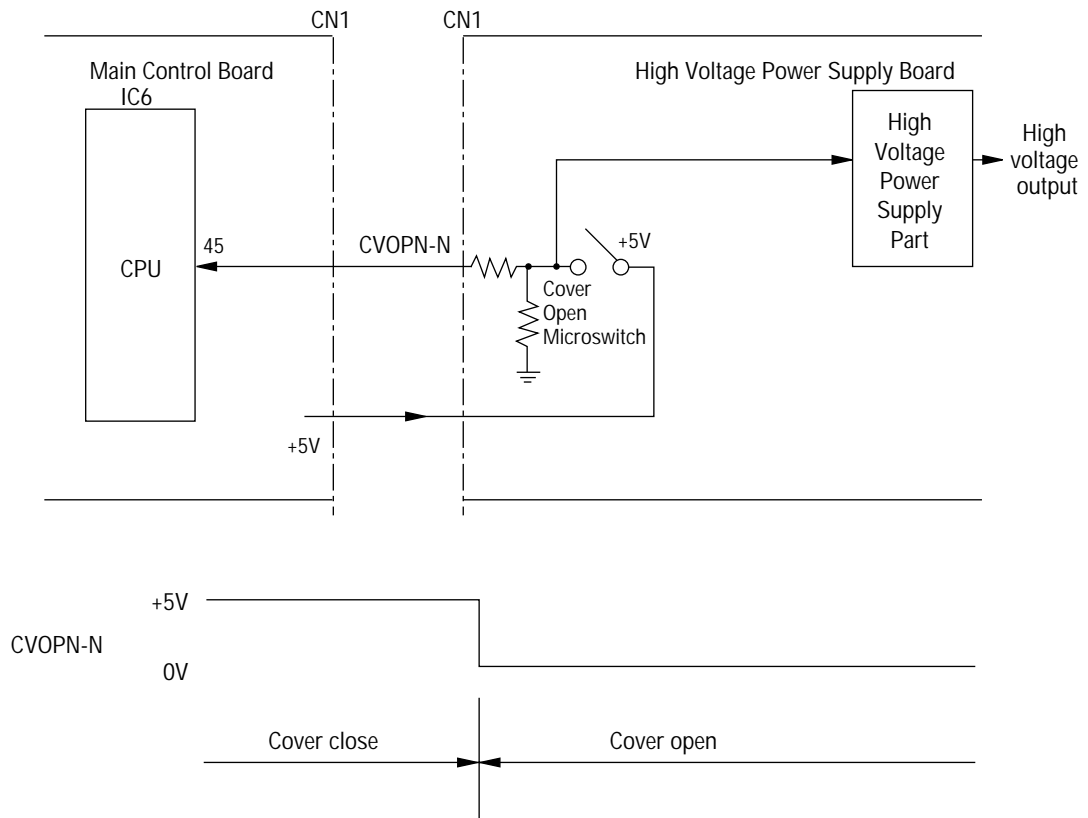 CN1
CN1
Main Control Board
IC6
High Voltage Power Supply Board
High
Voltage
Power
Supply
Part
High
voltage
output
CPU
45
CVOPN-N
+5V
Cover
Open
Microswitch
+5V
+5V
CVOPN-N
0V
Cover close
Cover open